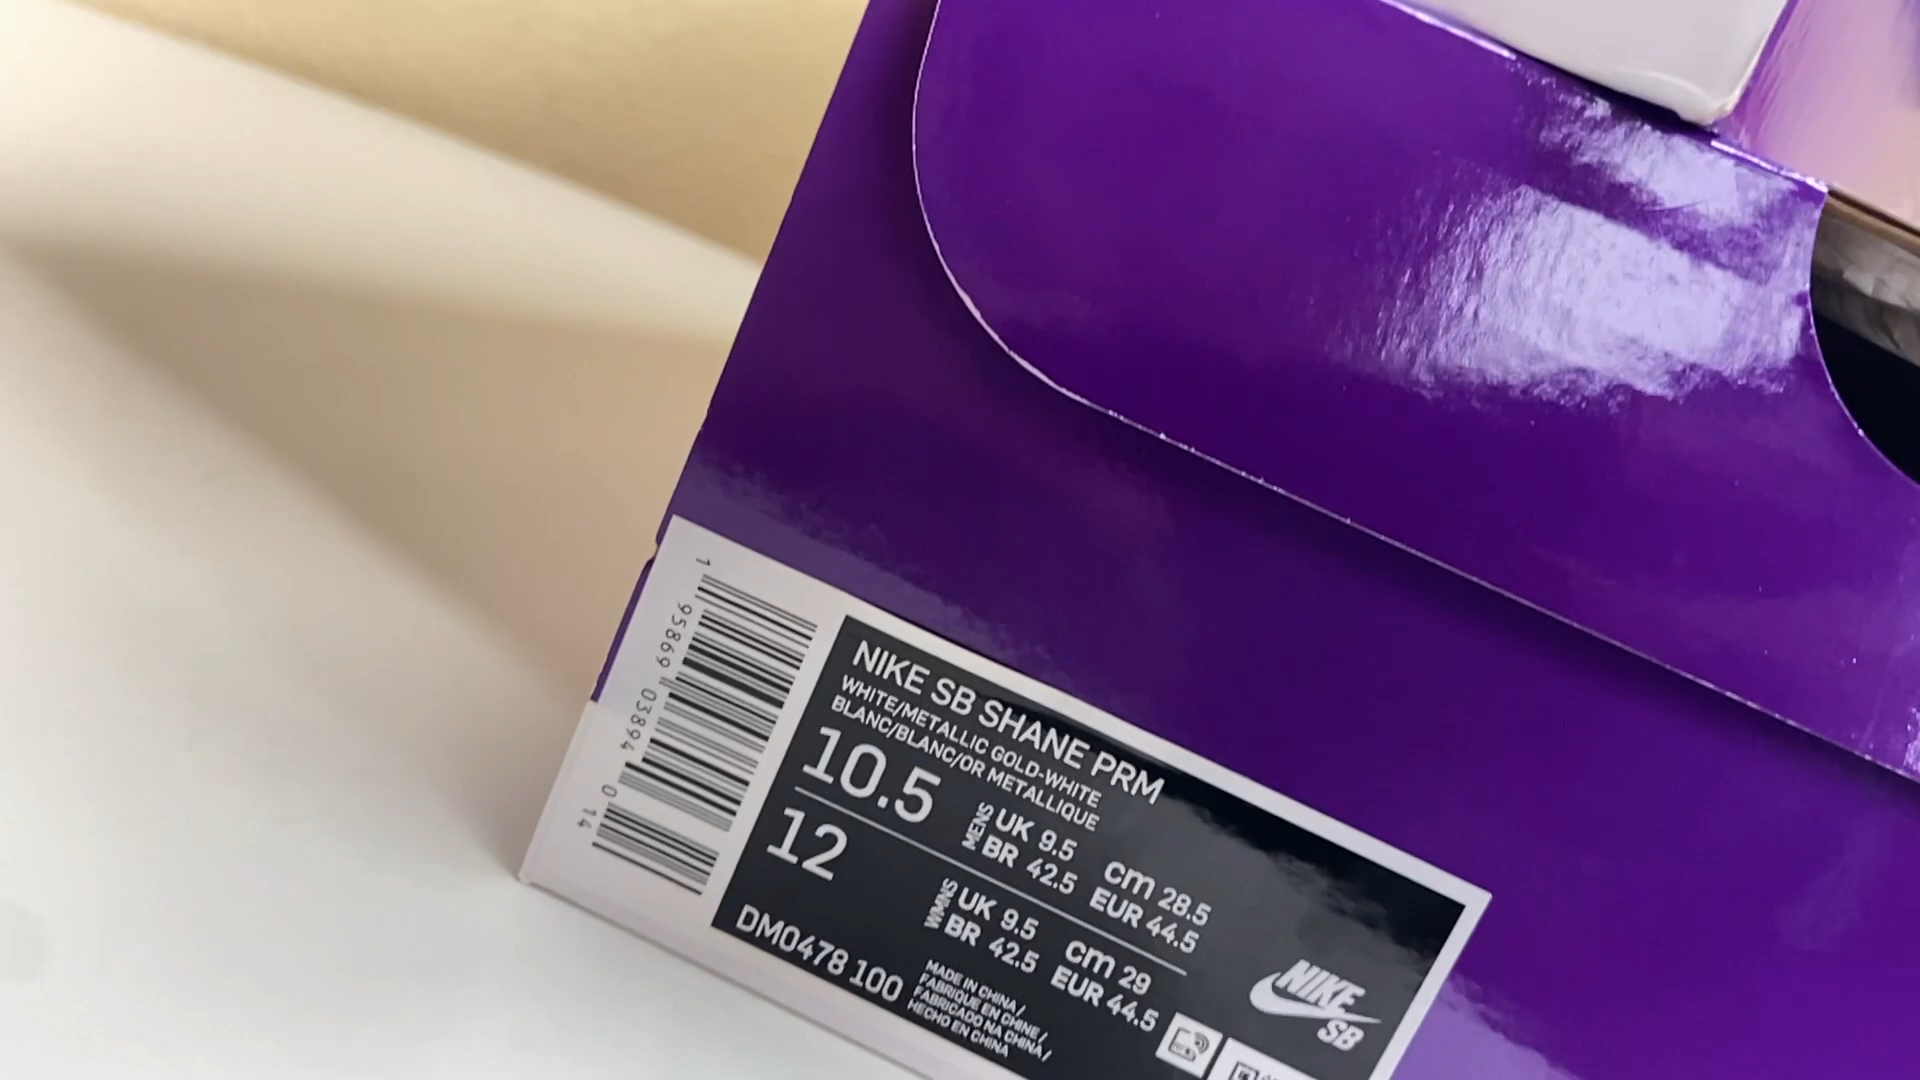 1 95869 03894 0 14
NIKE SB SHANE PRM
WHITE/METALLIC GOLD-WHITE
BLANC/BLANC/OR METALLIQUE
10.5
MENS
UK 9.5
BR 42.5
cm 28.5
EUR 44.5
12
WMNS
UK 9.5
BR 42.5
cm 29
EUR 44.5
DM0478 100
MADE IN CHINA /
FABRIQUE EN CHINE /
FABRICADO NA CHINA /
HECHO EN CHINA
NIKE
SB